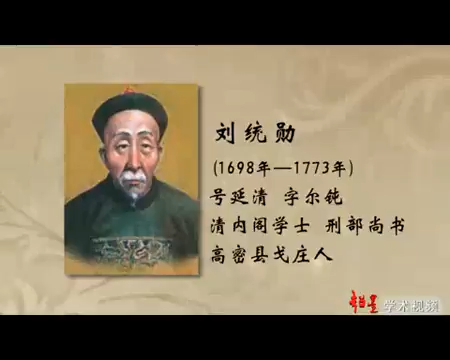 刘统勋
(1698年—1773年)
号延清 字尔钝
清内阁学士 刑部尚书
高密县戈庄人
学术视频